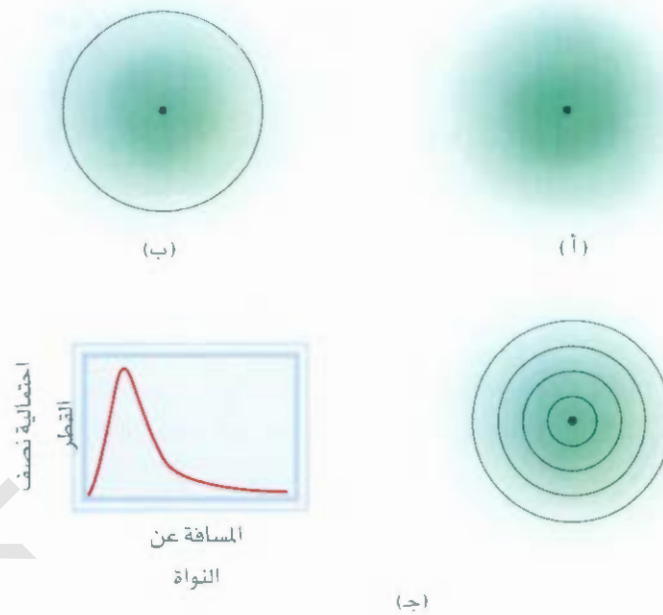 (أ)
(ب)
احتمالية نصف
القطر
المسافة عن
النواة
(جـ)